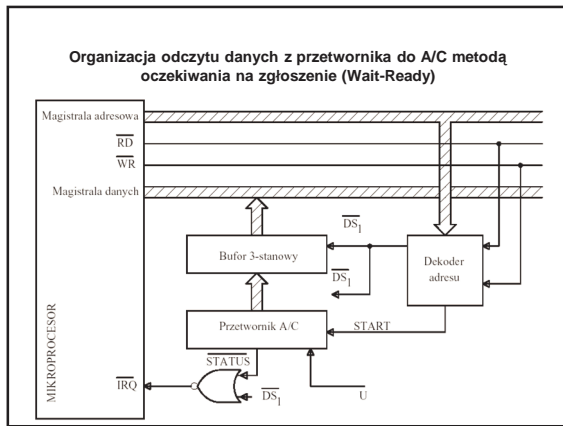 Organizacja odczytu danych z przetwornika do A/C metodą
oczekiwania na zgłoszenie (Wait-Ready)
Magistrala adresowa
RD
WR
Magistrala danych
DS1
Bufor 3-stanowy
Dekoder
adresu
DS1
START
Przetwornik A/C
STATUS
IRQ
DS1
U
MIKROPROCESOR